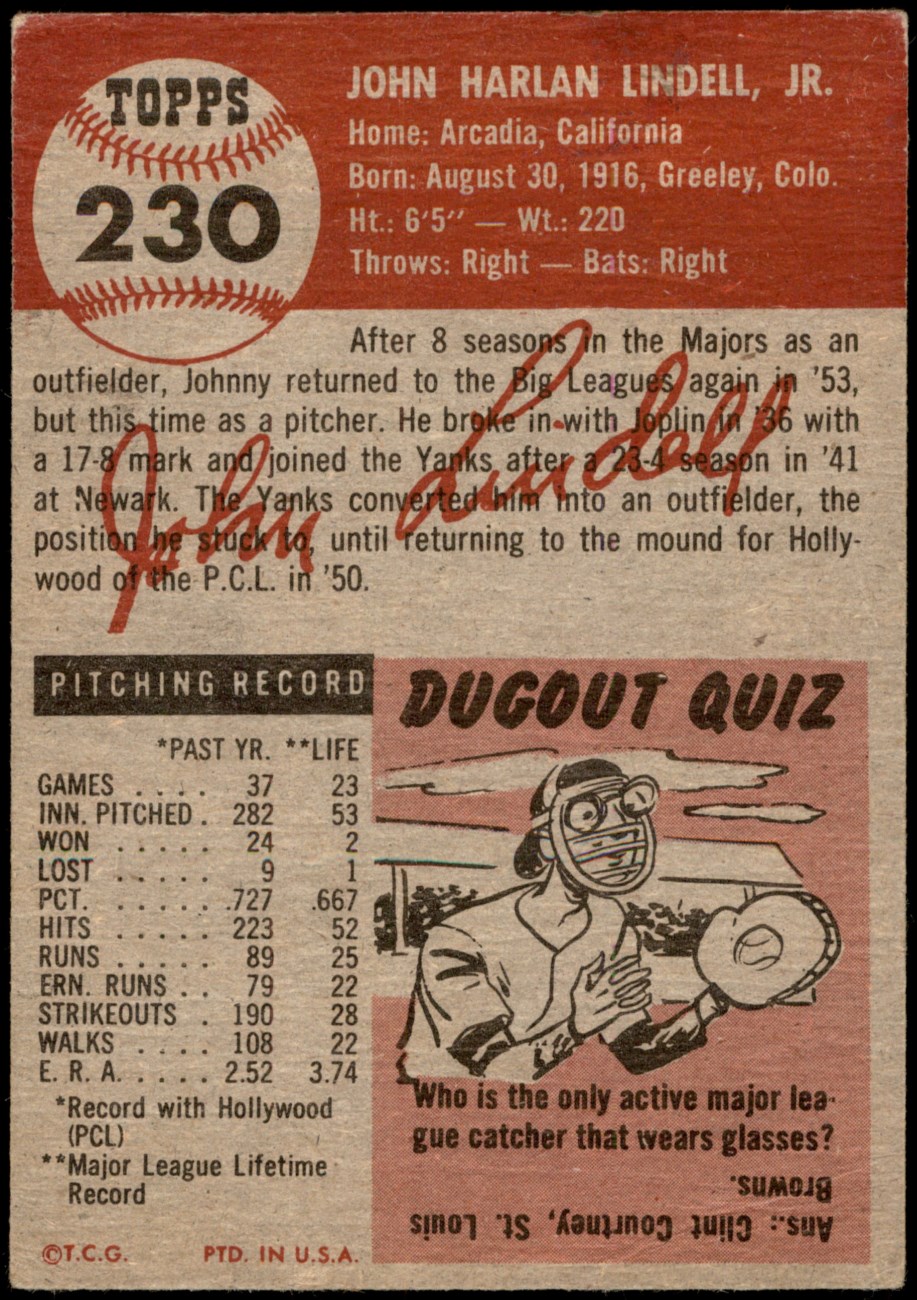 TOPPS
230
JOHN HARLAN LINDELL, JR.
Home: Arcadia, California
Born: August 30, 1916, Greeley, Colo.
Ht.: 6'5" — Wt.: 220
Throws: Right — Bats: Right
After 8 seasons in the Majors as an
outfielder, Johnny returned to the Big Leagues again in '53,
but this time as a pitcher. He broke in with Joplin in '36 with
a 17-8 mark and joined the Yanks after a 23-4 season in '41
at Newark. The Yanks converted him into an outfielder, the
position he stuck to, until returning to the mound for Holly-
wood of the P.C.L. in '50.
John Lindell
PITCHING RECORD
*PAST YR. **LIFE
GAMES . . . . 37 23
INN. PITCHED . 282 53
WON . . . . . 24 2
LOST . . . . . 9 1
PCT. . . . . . .727 .667
HITS . . . . . 223 52
RUNS . . . . . 89 25
ERN. RUNS . . 79 22
STRIKEOUTS . 190 28
WALKS . . . . 108 22
E. R. A. . . . . 2.52 3.74
*Record with Hollywood
(PCL)
**Major League Lifetime
Record
©T.C.G. PTD. IN U.S.A.
DUGOUT QUIZ
Who is the only active major lea-
gue catcher that wears glasses?
Ans.: Clint Courtney, St. Louis
Browns.